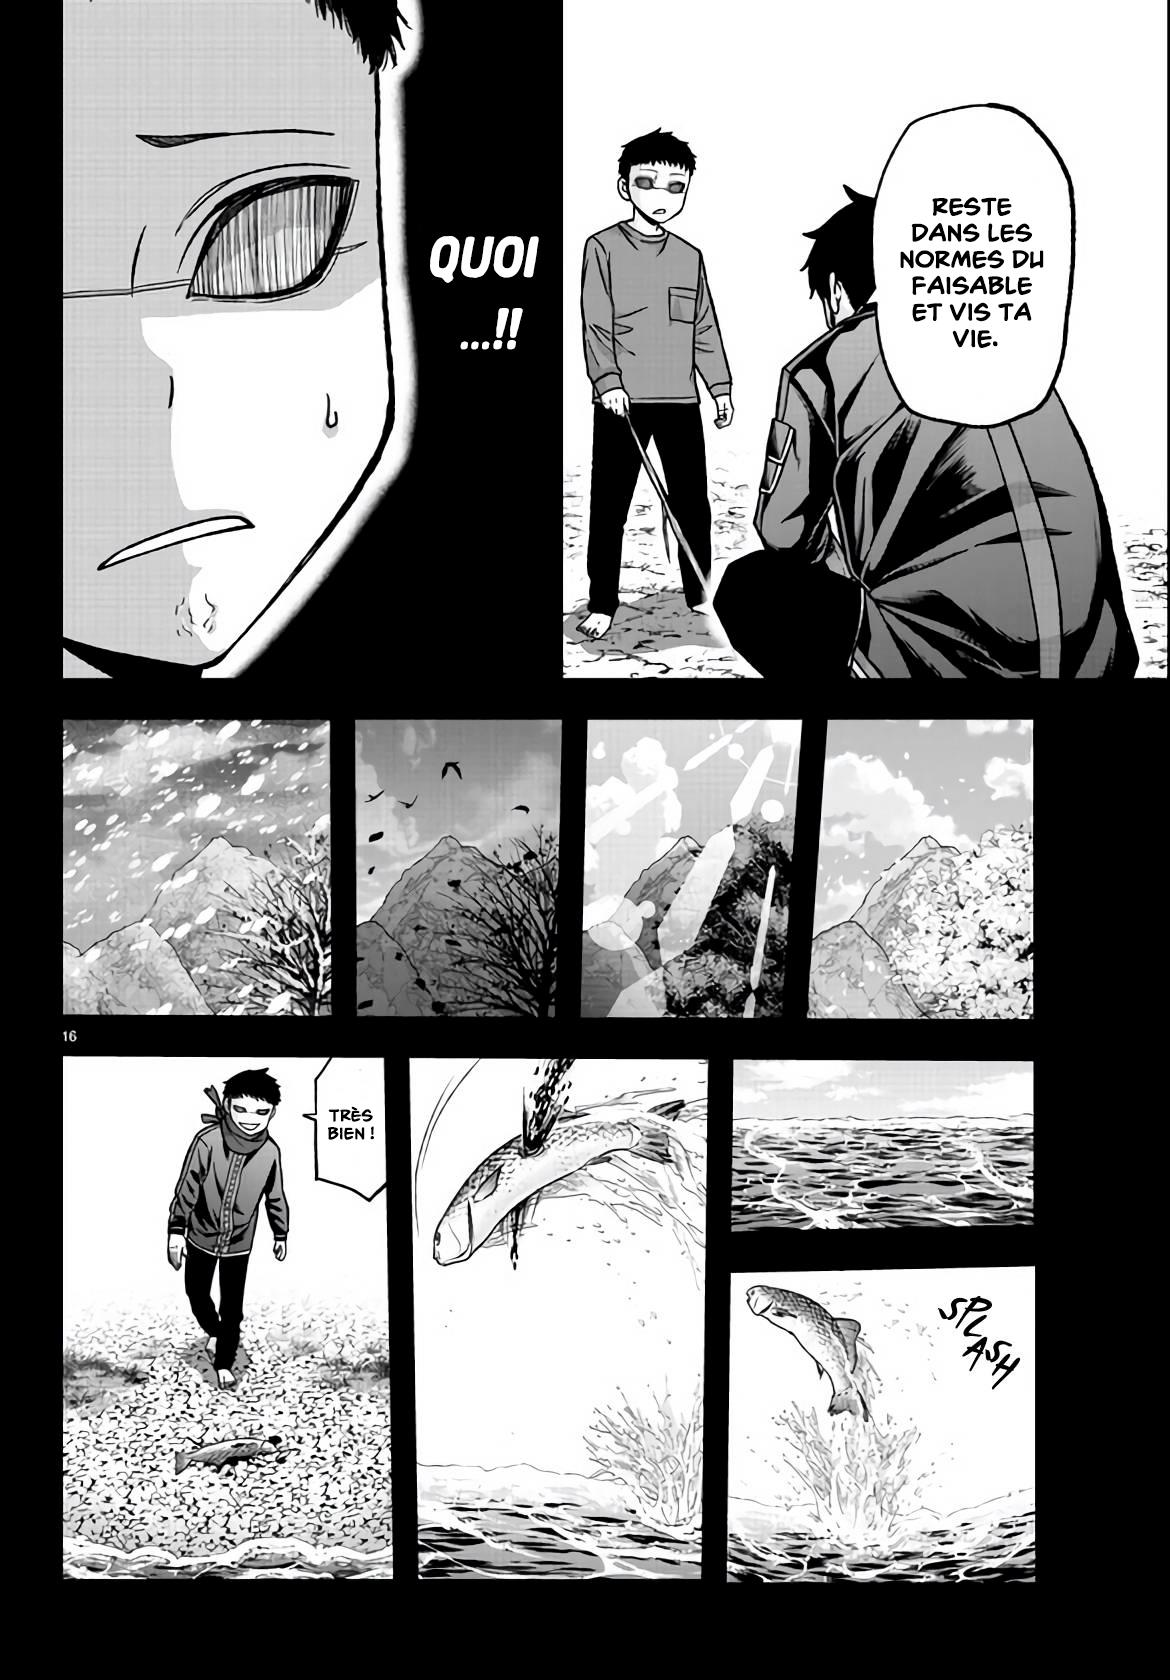 RESTE
DANS LES
NORMES DU
FAISABLE
ET VIS TA
VIE.
QUOI
...!!
16
SPLASH
TRÈS
BIEN !